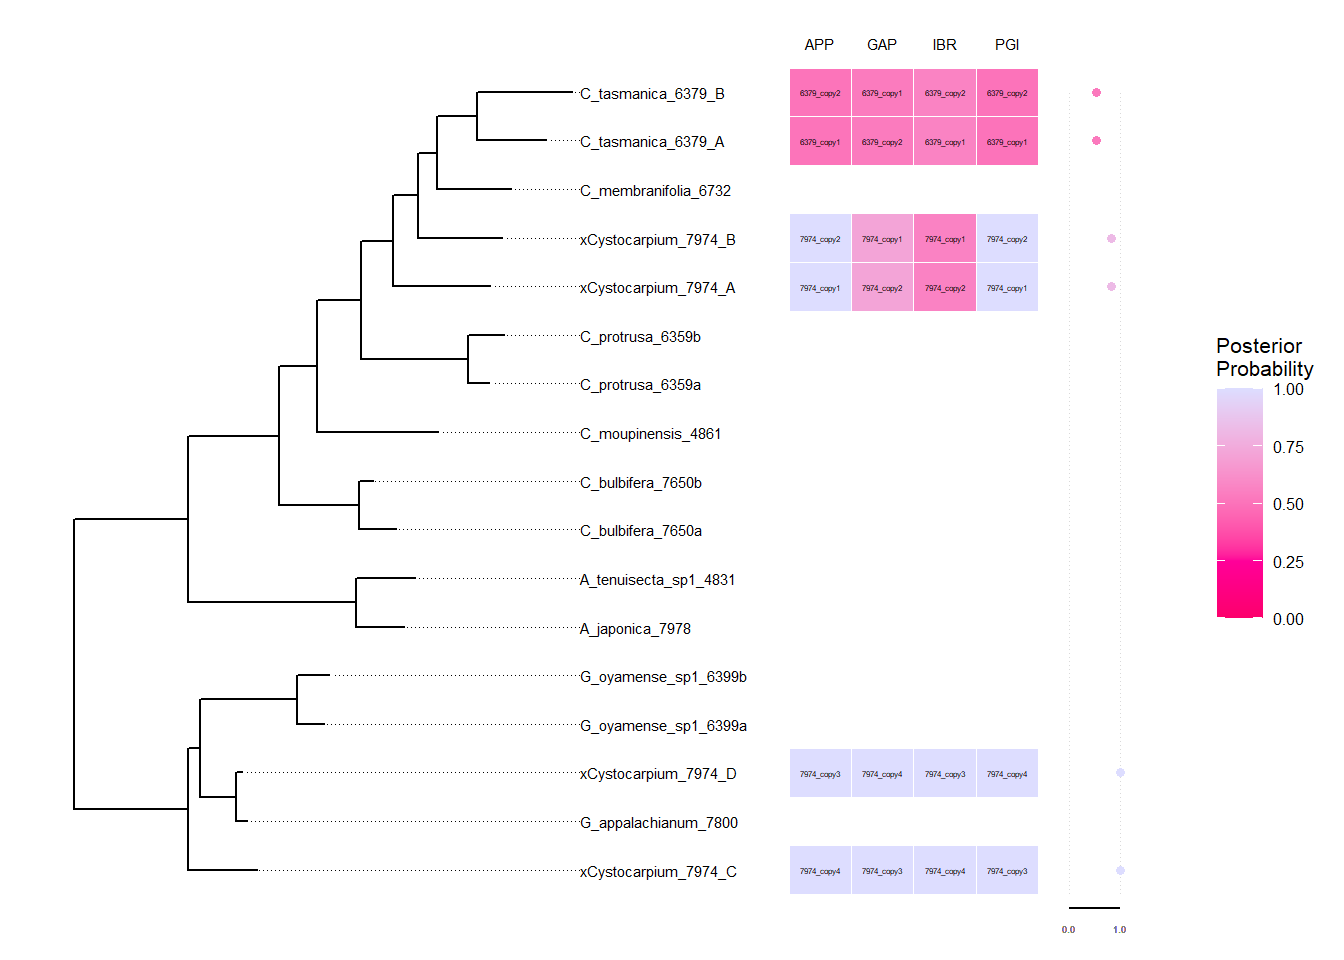 APP GAP IBR PGI
C_tasmanica_6379_B 6379_copy2 6379_copy1 6379_copy2 6379_copy2
C_tasmanica_6379_A 6379_copy1 6379_copy2 6379_copy1 6379_copy1
C_membranifolia_6732
xCystocarpium_7974_B 7974_copy2 7974_copy1 7974_copy1 7974_copy2
xCystocarpium_7974_A 7974_copy1 7974_copy2 7974_copy2 7974_copy1
C_protrusa_6359b
C_protrusa_6359a
C_moupinensis_4861
C_bulbifera_7650b
C_bulbifera_7650a
A_tenuisecta_sp1_4831
A_japonica_7978
G_oyamense_sp1_6399b
G_oyamense_sp1_6399a
xCystocarpium_7974_D 7974_copy3 7974_copy4 7974_copy3 7974_copy4
G_appalachianum_7800
xCystocarpium_7974_C 7974_copy4 7974_copy3 7974_copy4 7974_copy3
0.0 1.0
Posterior
Probability
1.00
0.75
0.50
0.25
0.00